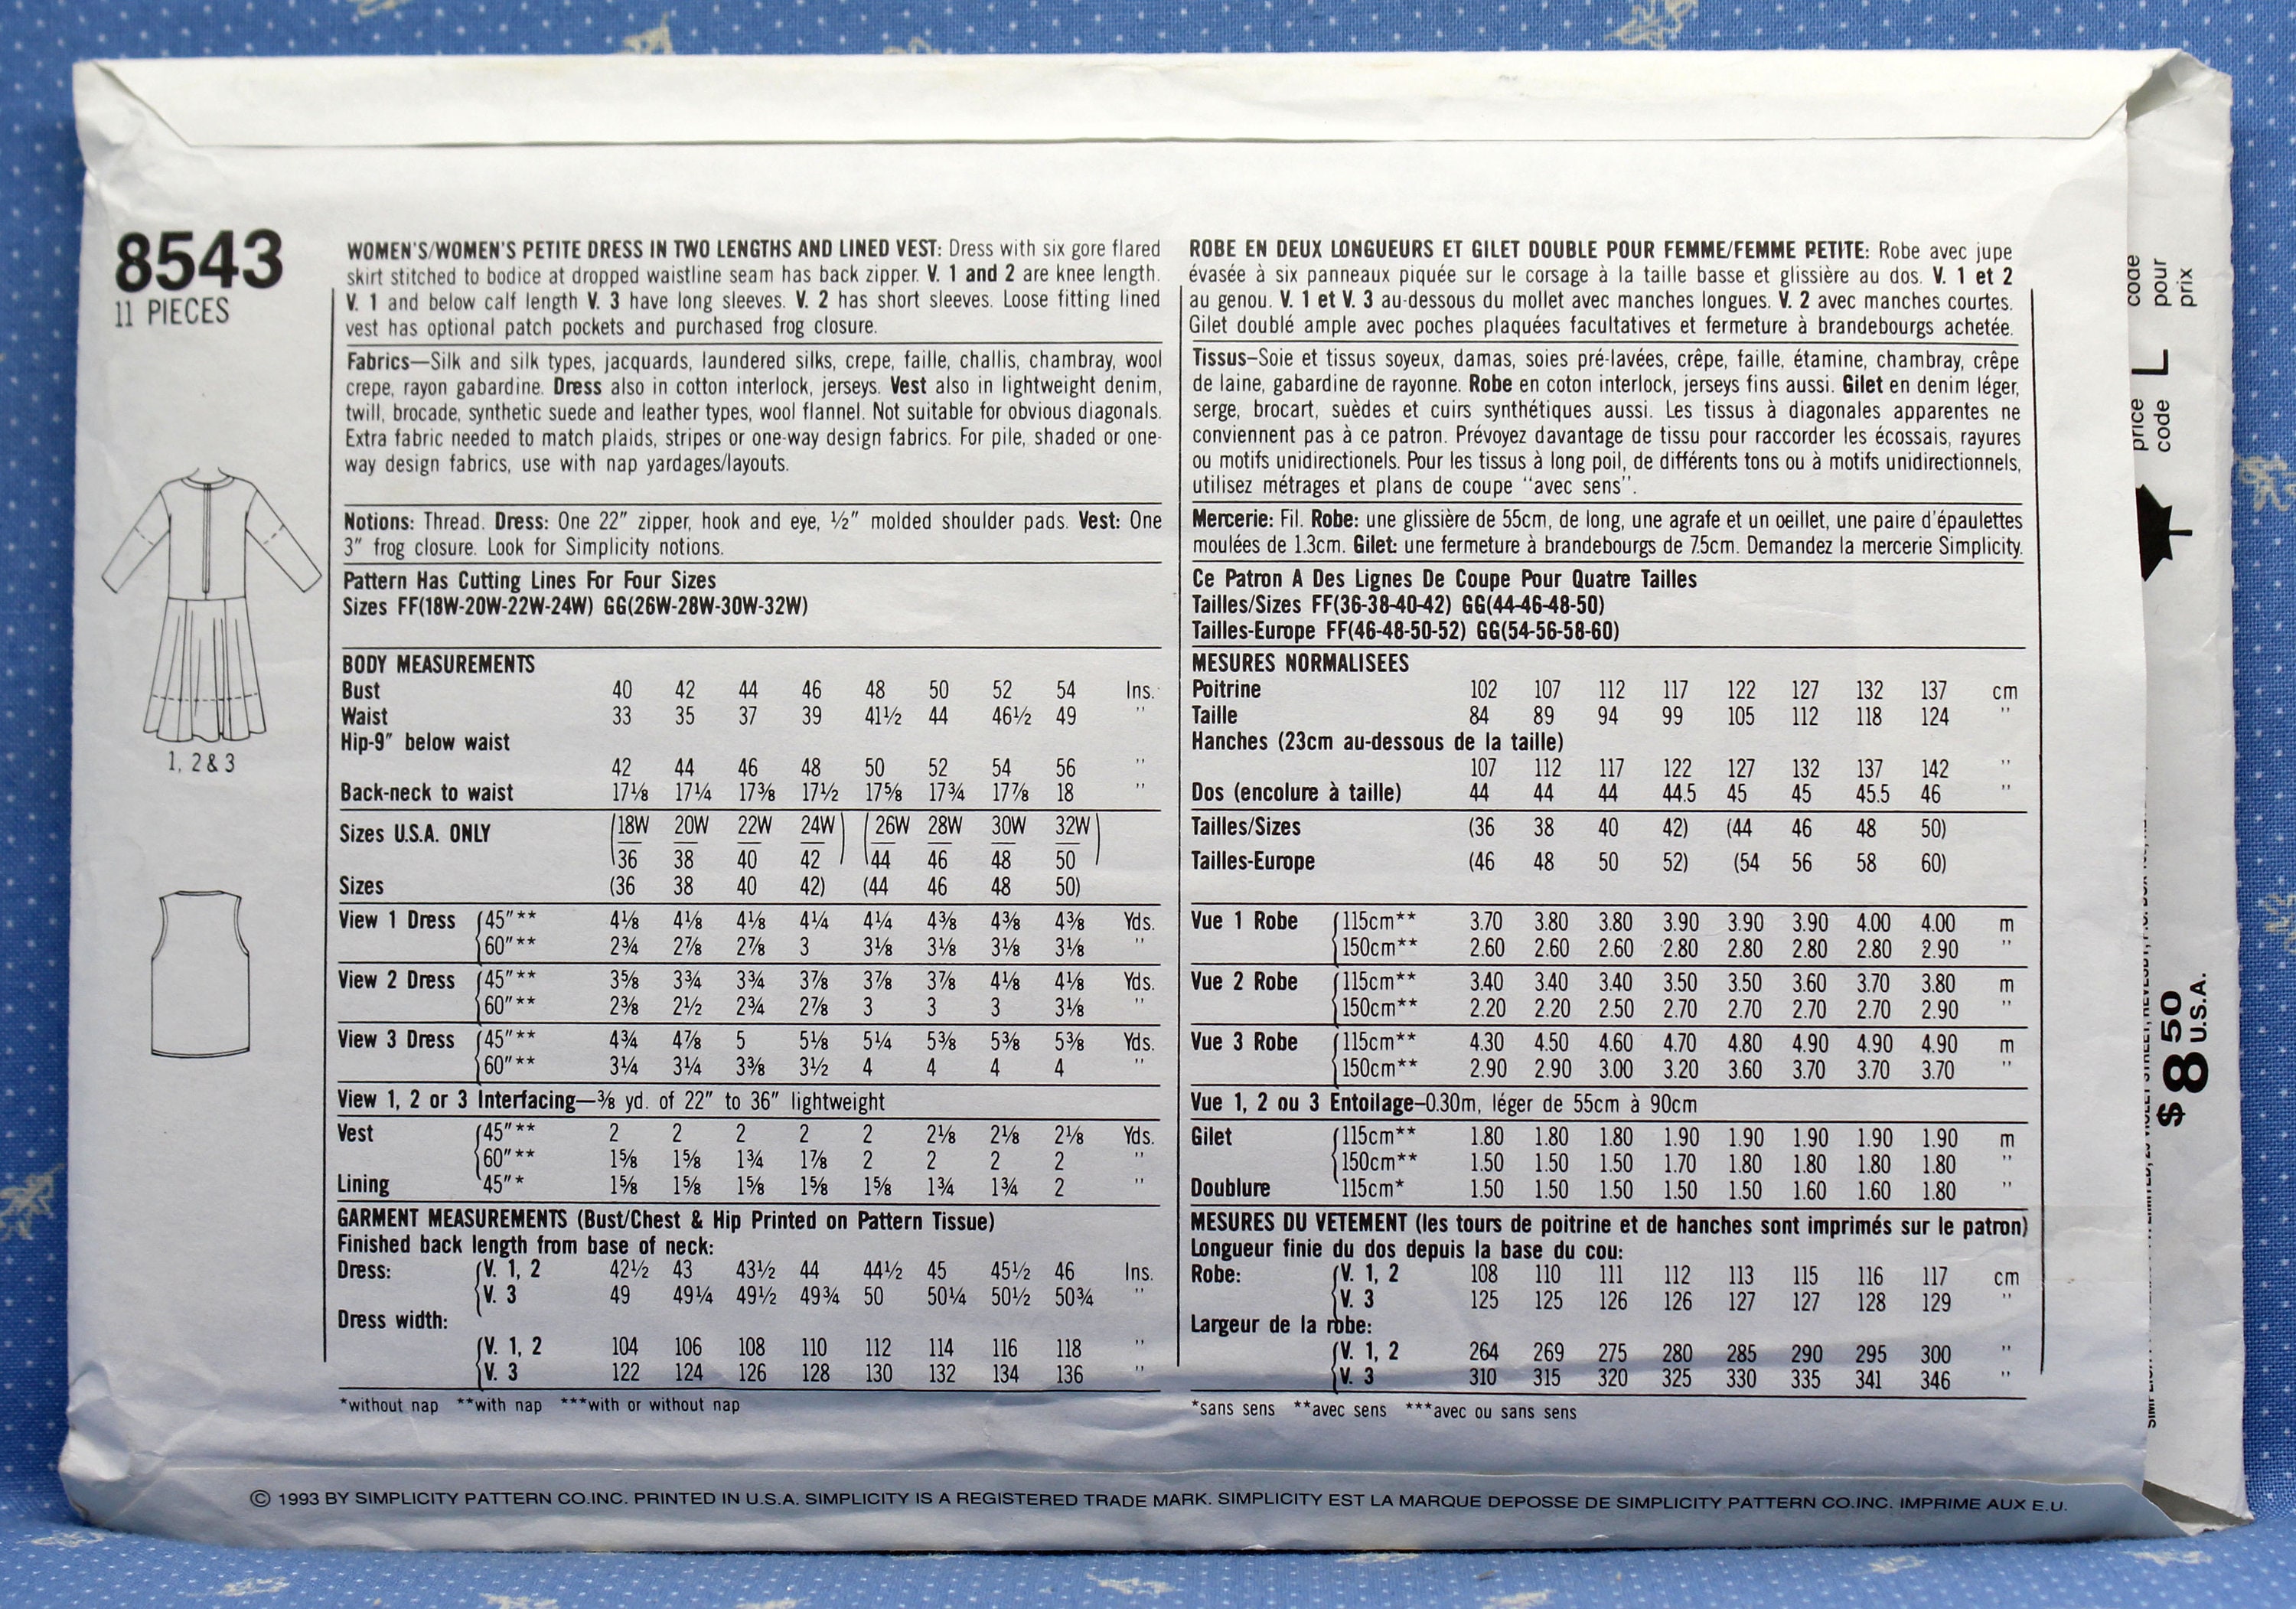 8543
11 PIECES
1, 2 & 3
WOMEN'S/WOMEN'S PETITE DRESS IN TWO LENGTHS AND LINED VEST: Dress with six gore flared
skirt stitched to bodice at dropped waistline seam has back zipper. V. 1 and 2 are knee length.
V. 1 and below calf length V. 3 have long sleeves. V. 2 has short sleeves. Loose fitting lined
vest has optional patch pockets and purchased frog closure.
Fabrics—Silk and silk types, jacquards, laundered silks, crepe, faille, challis, chambray, wool
crepe, rayon gabardine. Dress also in cotton interlock, jerseys. Vest also in lightweight denim,
twill, brocade, synthetic suede and leather types, wool flannel. Not suitable for obvious diagonals.
Extra fabric needed to match plaids, stripes or one-way design fabrics. For pile, shaded or one-
way design fabrics, use with nap yardages/layouts.
Notions: Thread. Dress: One 22″ zipper, hook and eye, ½″ molded shoulder pads. Vest: One
3″ frog closure. Look for Simplicity notions.
Pattern Has Cutting Lines For Four Sizes
Sizes FF(18W-20W-22W-24W) GG(26W-28W-30W-32W)
BODY MEASUREMENTS
Bust 40 42 44 46 48 50 52 54 Ins.
Waist 33 35 37 39 41½ 44 46½ 49 ″
Hip-9″ below waist
42 44 46 48 50 52 54 56 ″
Back-neck to waist 17⅛ 17¼ 17⅜ 17½ 17⅝ 17¾ 17⅞ 18 ″
Sizes U.S.A. ONLY (18W 20W 22W 24W) (26W 28W 30W 32W)
(36 38 40 42) (44 46 48 50)
Sizes (36 38 40 42) (44 46 48 50)
View 1 Dress 45″** 4⅛ 4⅛ 4⅛ 4¼ 4¼ 4⅜ 4⅜ 4⅜ Yds.
60″** 2¾ 2⅞ 2⅞ 3 3⅛ 3⅛ 3⅛ 3⅛ ″
View 2 Dress 45″** 3⅝ 3¾ 3¾ 3⅞ 3⅞ 3⅞ 4⅛ 4⅛ Yds.
60″** 2⅜ 2½ 2¾ 2⅞ 3 3 3 3⅛ ″
View 3 Dress 45″** 4¾ 4⅞ 5 5⅛ 5¼ 5⅜ 5⅜ 5⅜ Yds.
60″** 3¼ 3¼ 3⅜ 3½ 4 4 4 4 ″
View 1, 2 or 3 Interfacing—⅜ yd. of 22″ to 36″ lightweight
Vest 45″** 2 2 2 2 2 2⅛ 2⅛ 2⅛ Yds.
60″** 1⅝ 1⅝ 1¾ 1⅞ 2 2 2 2 ″
Lining 45″* 1⅝ 1⅝ 1⅝ 1⅝ 1⅝ 1¾ 1¾ 2 ″
GARMENT MEASUREMENTS (Bust/Chest & Hip Printed on Pattern Tissue)
Finished back length from base of neck:
Dress: V. 1, 2 42½ 43 43½ 44 44½ 45 45½ 46 Ins.
V. 3 49 49¼ 49½ 49¾ 50 50¼ 50½ 50¾ ″
Dress width:
V. 1, 2 104 106 108 110 112 114 116 118 ″
V. 3 122 124 126 128 130 132 134 136 ″
*without nap **with nap ***with or without nap
ROBE EN DEUX LONGUEURS ET GILET DOUBLE POUR FEMME/FEMME PETITE: Robe avec jupe
évasée à six panneaux piquée sur le corsage à la taille basse et glissière au dos. V. 1 et 2
au genou. V. 1 et V. 3 au-dessous du mollet avec manches longues. V. 2 avec manches courtes.
Gilet doublé ample avec poches plaquées facultatives et fermeture à brandebourgs achetée.
Tissus—Soie et tissus soyeux, damas, soies pré-lavées, crêpe, faille, étamine, chambray, crêpe
de laine, gabardine de rayonne. Robe en coton interlock, jerseys fins aussi. Gilet en denim léger,
serge, brocart, suèdes et cuirs synthétiques aussi. Les tissus à diagonales apparentes ne
conviennent pas à ce patron. Prévoyez davantage de tissu pour raccorder les écossais, rayures
ou motifs unidirectionels. Pour les tissus à long poil, de différents tons ou à motifs unidirectionnels,
utilisez métrages et plans de coupe "avec sens".
Mercerie: Fil. Robe: une glissière de 55cm, de long, une agrafe et un oeillet, une paire d'épaulettes
moulées de 1.3cm. Gilet: une fermeture à brandebourgs de 7.5cm. Demandez la mercerie Simplicity.
Ce Patron A Des Lignes De Coupe Pour Quatre Tailles
Tailles/Sizes FF(36-38-40-42) GG(44-46-48-50)
Tailles-Europe FF(46-48-50-52) GG(54-56-58-60)
MESURES NORMALISEES
Poitrine 102 107 112 117 122 127 132 137 cm
Taille 84 89 94 99 105 112 118 124 ″
Hanches (23cm au-dessous de la taille)
107 112 117 122 127 132 137 142 ″
Dos (encolure à taille) 44 44 44 44.5 45 45 45.5 46 ″
Tailles/Sizes (36 38 40 42) (44 46 48 50)
Tailles-Europe (46 48 50 52) (54 56 58 60)
Vue 1 Robe 115cm** 3.70 3.80 3.80 3.90 3.90 3.90 4.00 4.00 m
150cm** 2.60 2.60 2.60 2.80 2.80 2.80 2.80 2.90 ″
Vue 2 Robe 115cm** 3.40 3.40 3.40 3.50 3.50 3.60 3.70 3.80 m
150cm** 2.20 2.20 2.50 2.70 2.70 2.70 2.70 2.90 ″
Vue 3 Robe 115cm** 4.30 4.50 4.60 4.70 4.80 4.90 4.90 4.90 m
150cm** 2.90 2.90 3.00 3.20 3.60 3.70 3.70 3.70 ″
Vue 1, 2 ou 3 Entoilage—0.30m, léger de 55cm à 90cm
Gilet 115cm** 1.80 1.80 1.80 1.90 1.90 1.90 1.90 1.90 m
150cm** 1.50 1.50 1.50 1.70 1.80 1.80 1.80 1.80 ″
Doublure 115cm* 1.50 1.50 1.50 1.50 1.50 1.60 1.60 1.80 ″
MESURES DU VETEMENT (les tours de poitrine et de hanches sont imprimés sur le patron)
Longueur finie du dos depuis la base du cou:
Robe: V. 1, 2 108 110 111 112 113 115 116 117 cm
V. 3 125 125 126 126 127 127 128 129 ″
Largeur de la robe:
V. 1, 2 264 269 275 280 285 290 295 300 ″
V. 3 310 315 320 325 330 335 341 346 ″
*sans sens **avec sens ***avec ou sans sens
© 1993 BY SIMPLICITY PATTERN CO.INC. PRINTED IN U.S.A. SIMPLICITY IS A REGISTERED TRADE MARK. SIMPLICITY EST LA MARQUE DEPOSSE DE SIMPLICITY PATTERN CO.INC. IMPRIME AUX E.U.
code
pour
prix
L
price
code
$8 50
U.S.A.